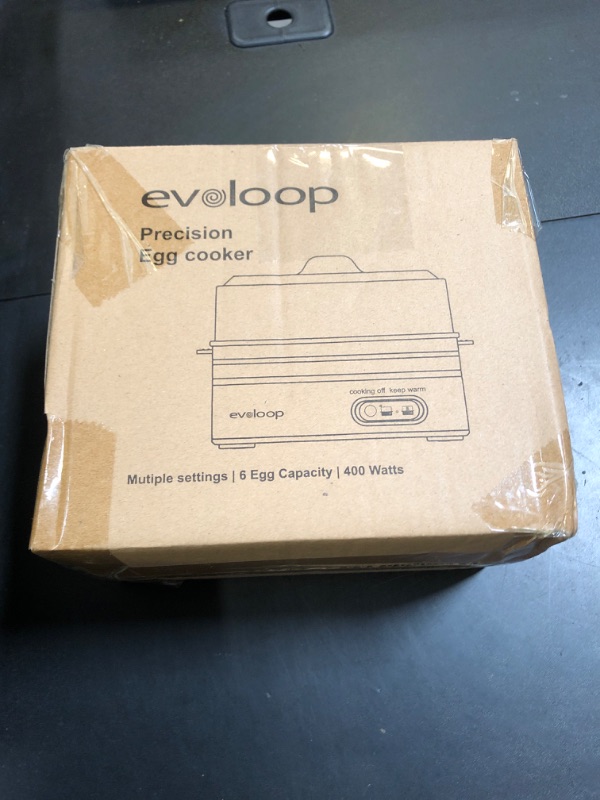 evoloop
Precision
Egg cooker
cooking off keep warm
evoloop
Mutiple settings | 6 Egg Capacity | 400 Watts